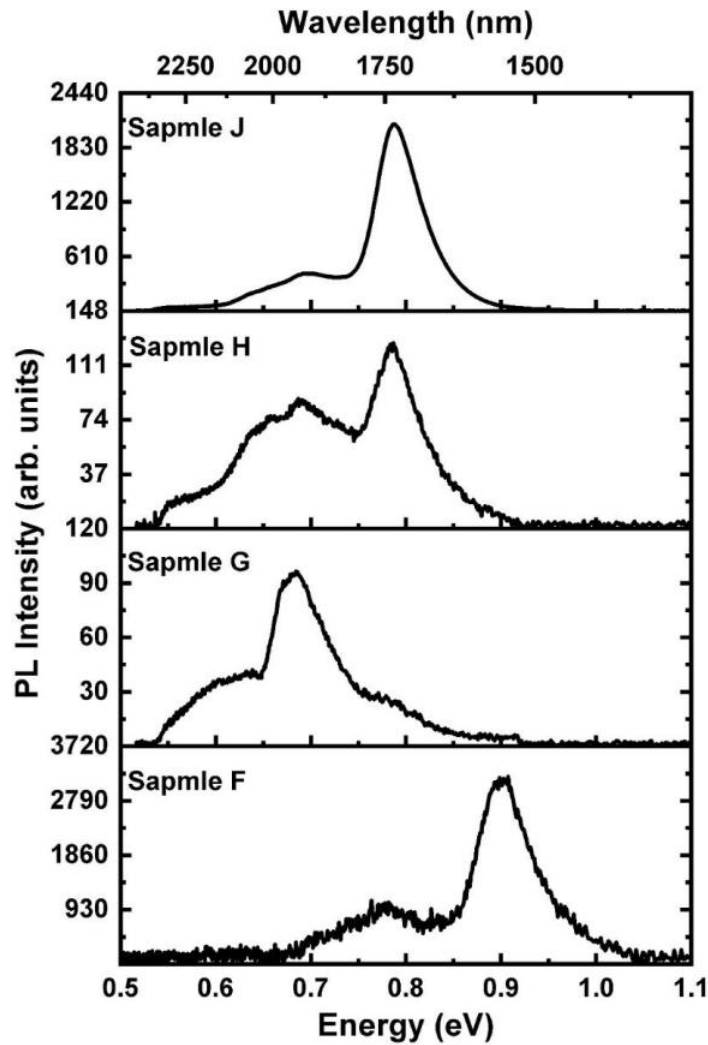 Wavelength (nm)
2250 2000 1750 1500
2440
Sapmle J
1830
1220
610
148
Sapmle H
111
74
37
120
Sapmle G
90
60
30
3720
Sapmle F
2790
1860
930
0.5 0.6 0.7 0.8 0.9 1.0 1.1
Energy (eV)
PL Intensity (arb. units)